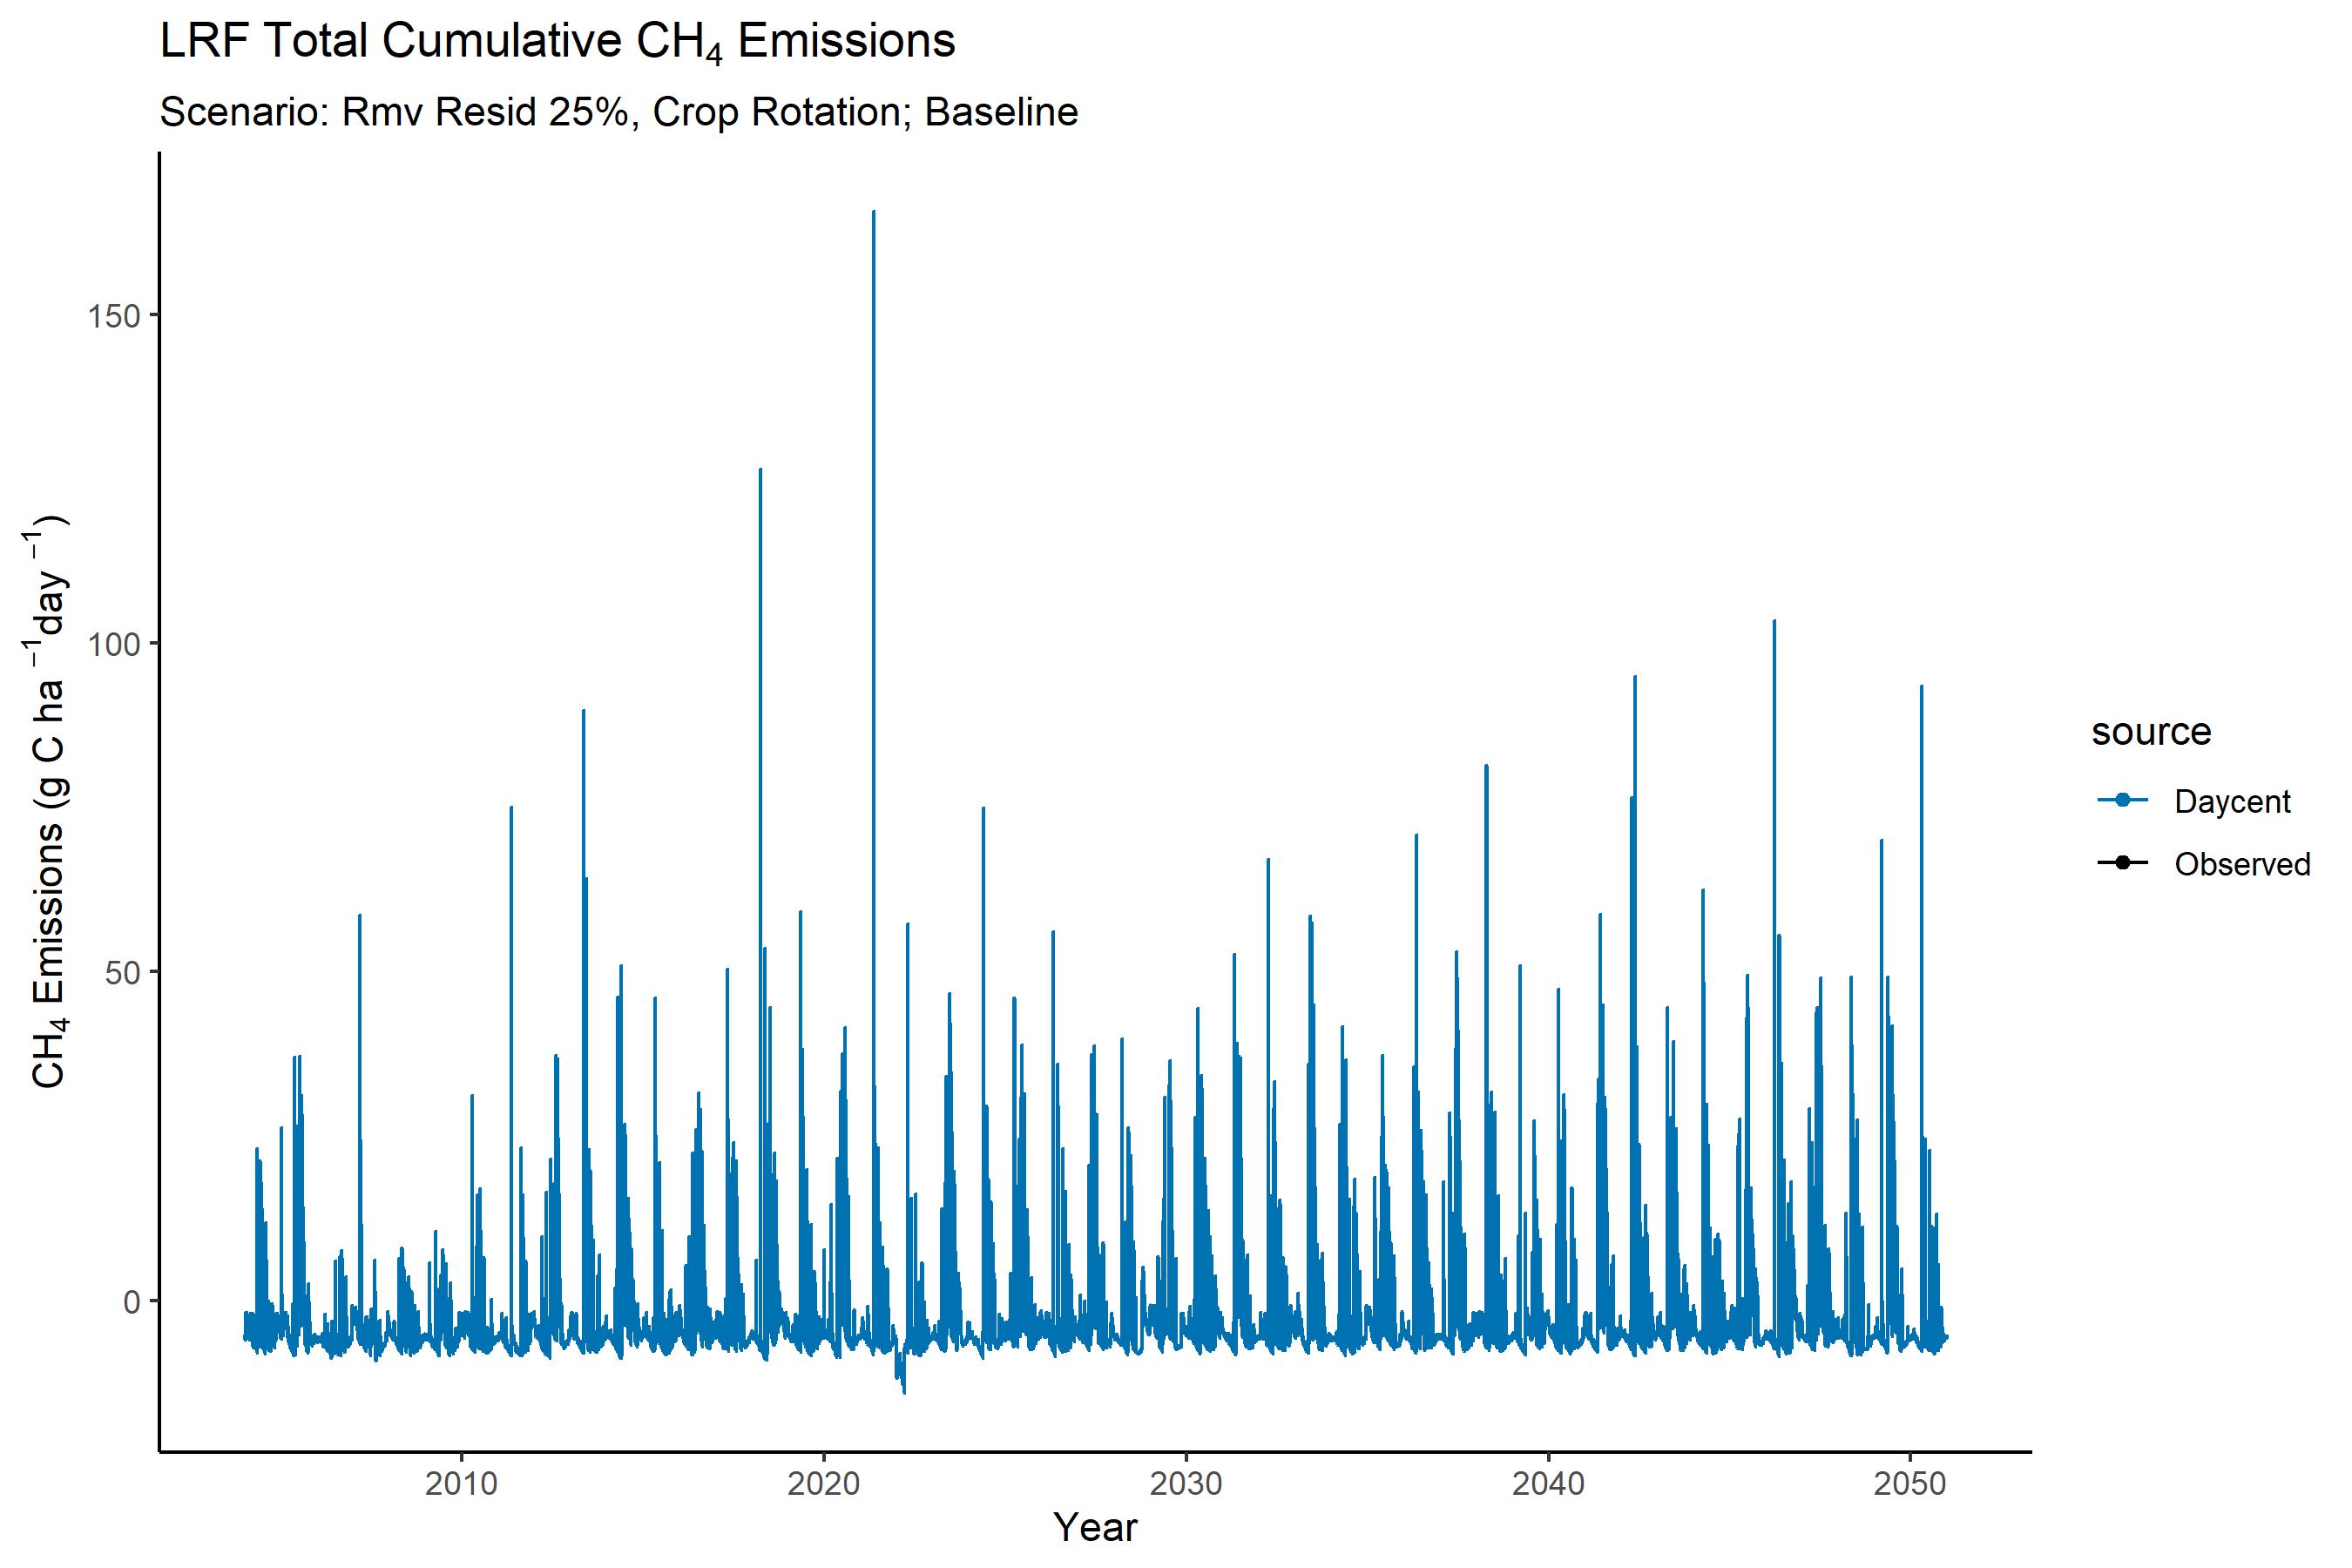 LRF Total Cumulative CH₄ Emissions
Scenario: Rmv Resid 25%, Crop Rotation; Baseline
CH₄ Emissions (g C ha ⁻¹day ⁻¹)
150
100
50
0
2010 2020 2030 2040 2050
Year
source
Daycent
Observed